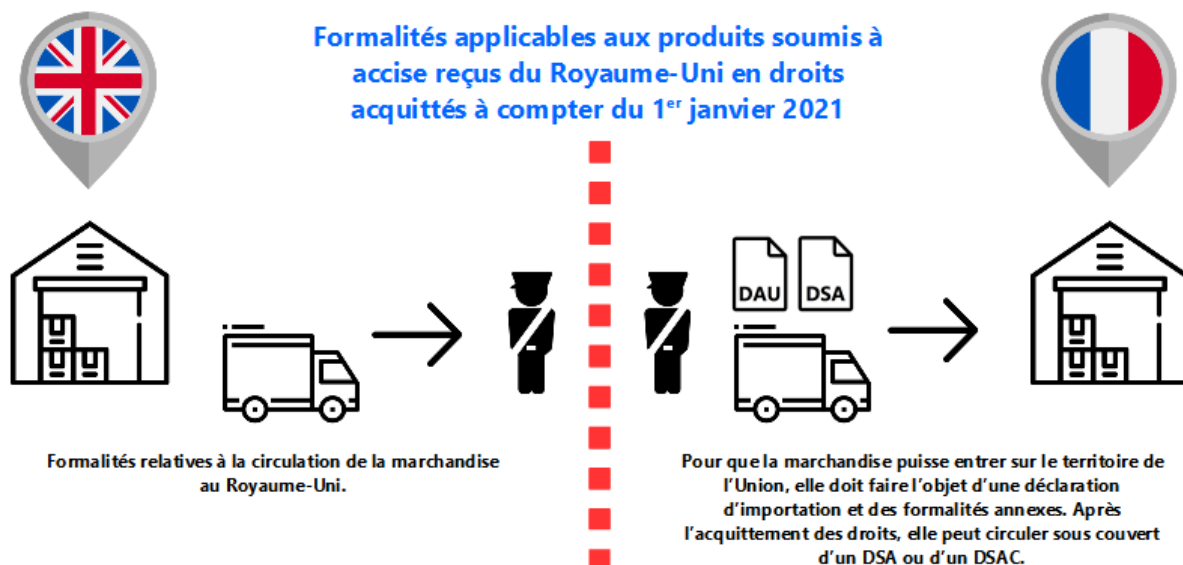 Formalités applicables aux produits soumis à
accise reçus du Royaume-Uni en droits
acquittés à compter du 1er janvier 2021
DAU
DSA
Formalités relatives à la circulation de la marchandise
au Royaume-Uni.
Pour que la marchandise puisse entrer sur le territoire de
l'Union, elle doit faire l'objet d'une déclaration
d'importation et des formalités annexes. Après
l'acquittement des droits, elle peut circuler sous couvert
d'un DSA ou d'un DSAC.